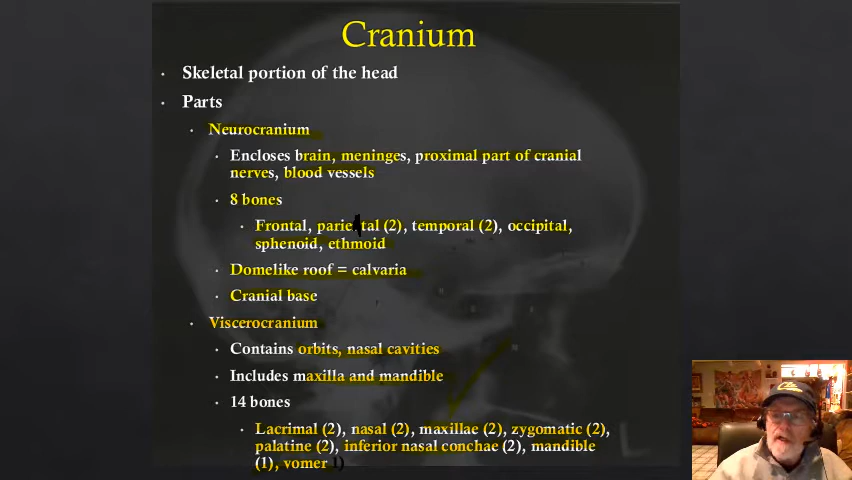 Cranium
Skeletal portion of the head
Parts
Neurocranium
Encloses brain, meninges, proximal part of cranial
nerves, blood vessels
8 bones
Frontal, parietal (2), temporal (2), occipital,
sphenoid, ethmoid
Domelike roof = calvaria
Cranial base
Viscerocranium
Contains orbits, nasal cavities
Includes maxilla and mandible
14 bones
Lacrimal (2), nasal (2), maxillae (2), zygomatic (2),
palatine (2), inferior nasal conchae (2), mandible
(1), vomer (1)
L